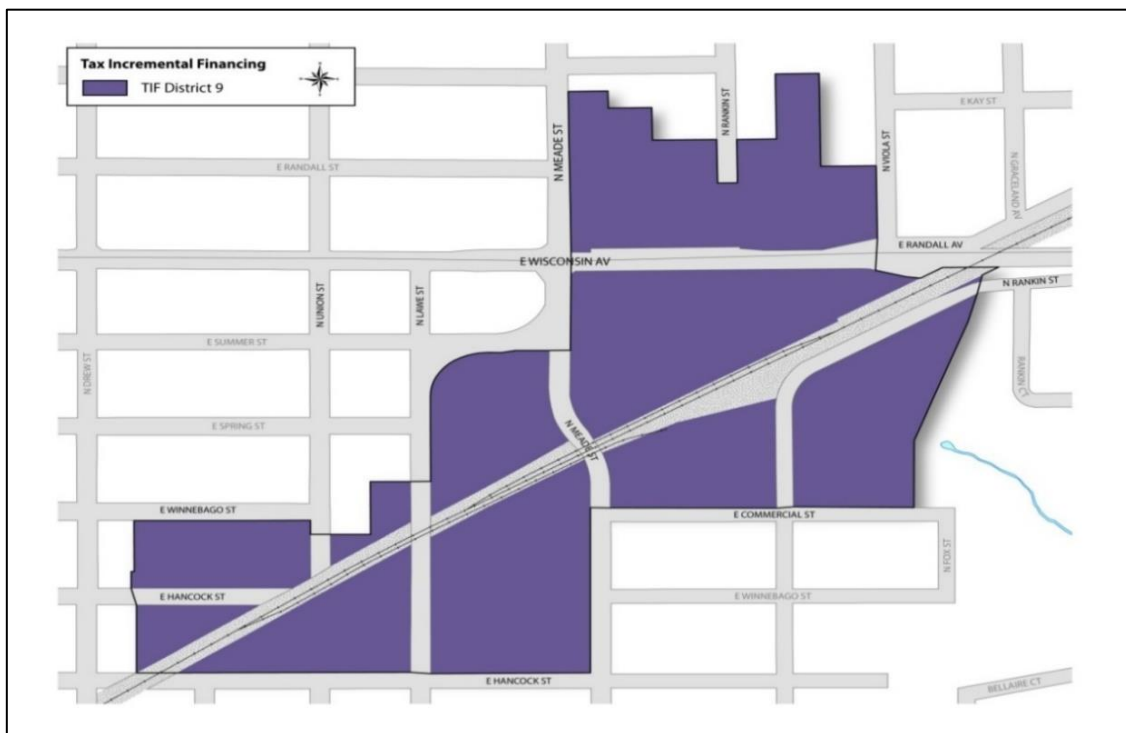 Tax Incremental Financing
TIF District 9
N MEADE ST
N RANKIN ST
N VIOLA ST
E KAY ST
N GRACELAND AV
E RANDALL ST
E RANDALL AV
E WISCONSIN AV
N RANKIN ST
N UNION ST
N LAWE ST
E SUMMER ST
N DREW ST
RANKIN CT
E SPRING ST
N MEADE ST
E WINNEBAGO ST
E COMMERCIAL ST
N FOX ST
E HANCOCK ST
E WINNEBAGO ST
E HANCOCK ST
BELLAIRE CT